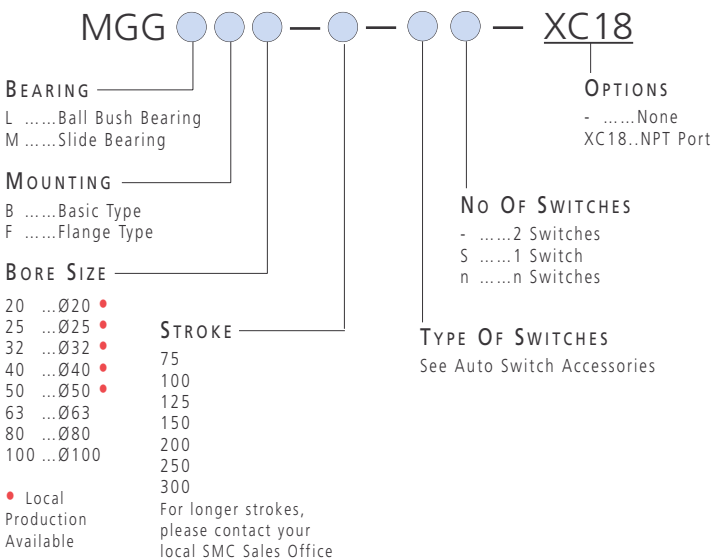 MGG — — — XC18
BEARING
L ......Ball Bush Bearing
M ......Slide Bearing
MOUNTING
B ......Basic Type
F ......Flange Type
BORE SIZE
20 ...Ø20 •
25 ...Ø25 •
32 ...Ø32 •
40 ...Ø40 •
50 ...Ø50 •
63 ...Ø63
80 ...Ø80
100 ...Ø100
• Local
Production
Available
STROKE
75
100
125
150
200
250
300
For longer strokes,
please contact your
local SMC Sales Office
TYPE OF SWITCHES
See Auto Switch Accessories
NO OF SWITCHES
- ......2 Switches
S ......1 Switch
n ......n Switches
OPTIONS
- ......None
XC18..NPT Port